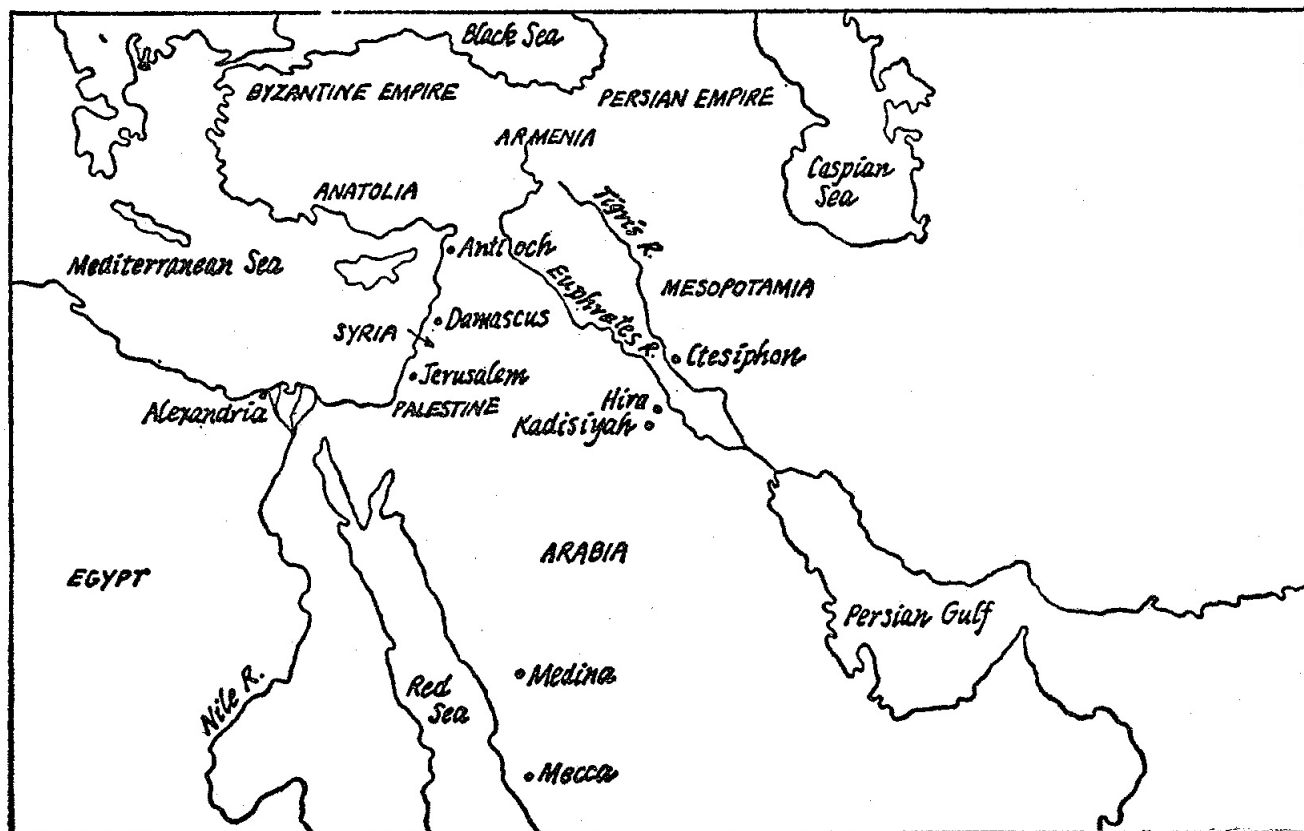 Black Sea
BYZANTINE EMPIRE
PERSIAN EMPIRE
ARMENIA
Caspian
Sea
ANATOLIA
Tigris R.
Mediterranean Sea
Antioch
Euphrates R.
MESOPOTAMIA
SYRIA
Damascus
Ctesiphon
Jerusalem
Alexandria
PALESTINE
Hira
Kadisiyah
ARABIA
EGYPT
Persian Gulf
Nile R.
Red
Sea
Medina
Mecca